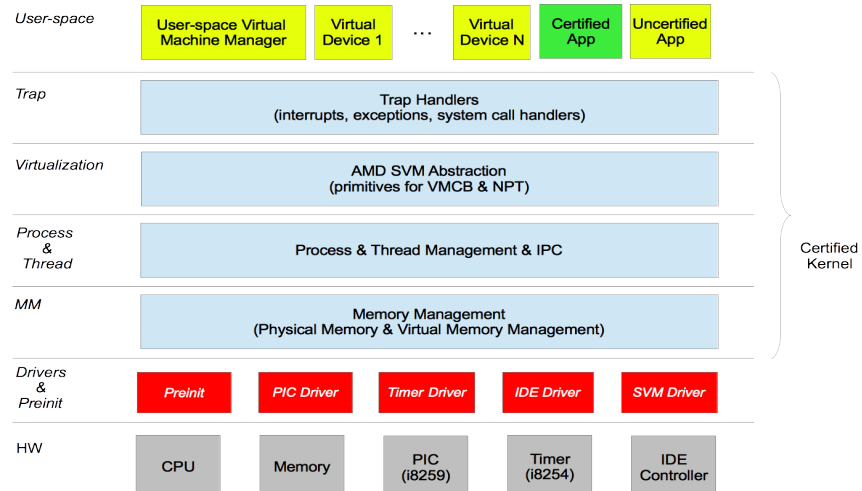 User-space
User-space Virtual
Machine Manager
Virtual
Device 1
...
Virtual
Device N
Certified
App
Uncertified
App
Trap
Trap Handlers
(interrupts, exceptions, system call handlers)
Virtualization
AMD SVM Abstraction
(primitives for VMCB & NPT)
Process
&
Thread
Process & Thread Management & IPC
Certified
Kernel
MM
Memory Management
(Physical Memory & Virtual Memory Management)
Drivers
&
Preinit
Preinit
PIC Driver
Timer Driver
IDE Driver
SVM Driver
HW
CPU
Memory
PIC
(i8259)
Timer
(i8254)
IDE
Controller